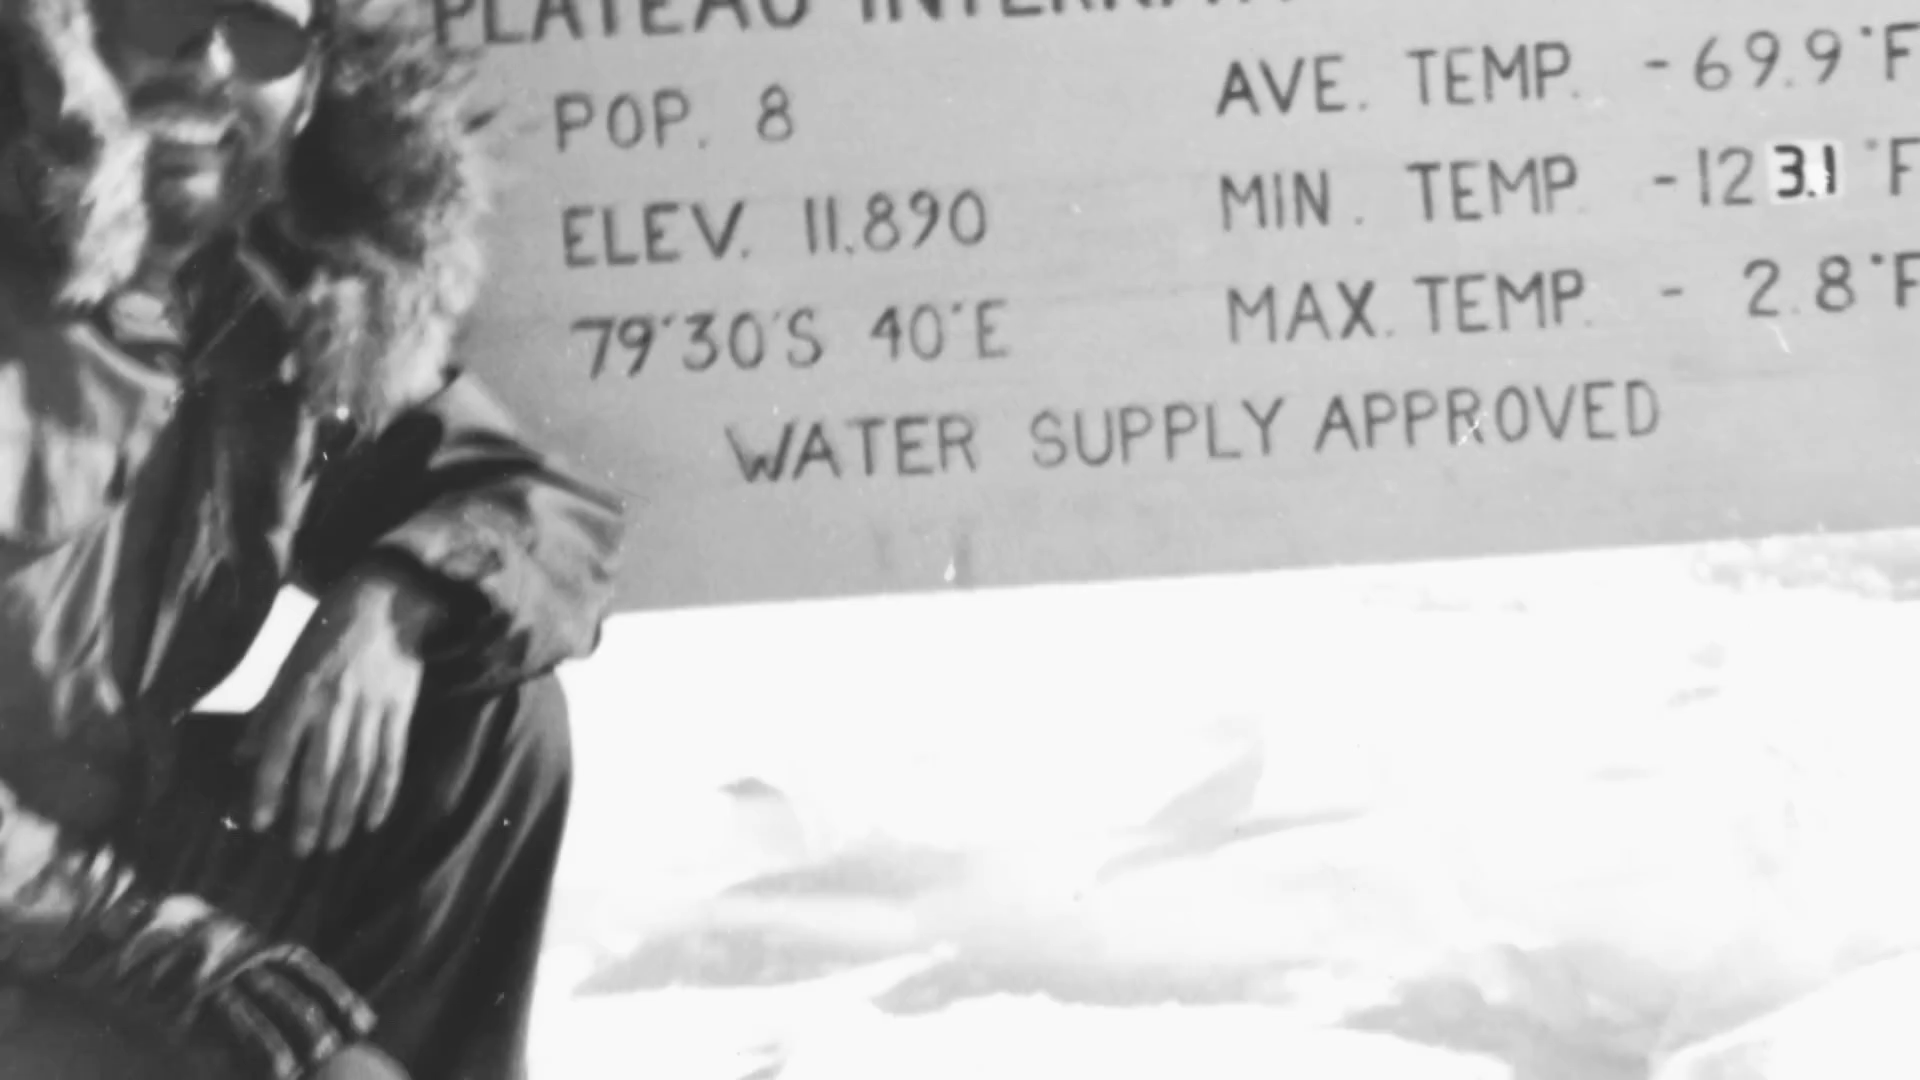 PLATEAU
POP. 8
ELEV. 11.890
79°30'S 40°E
AVE. TEMP. -69.9°F
MIN. TEMP. -123.1°F
MAX. TEMP. - 2.8°F
WATER SUPPLY APPROVED